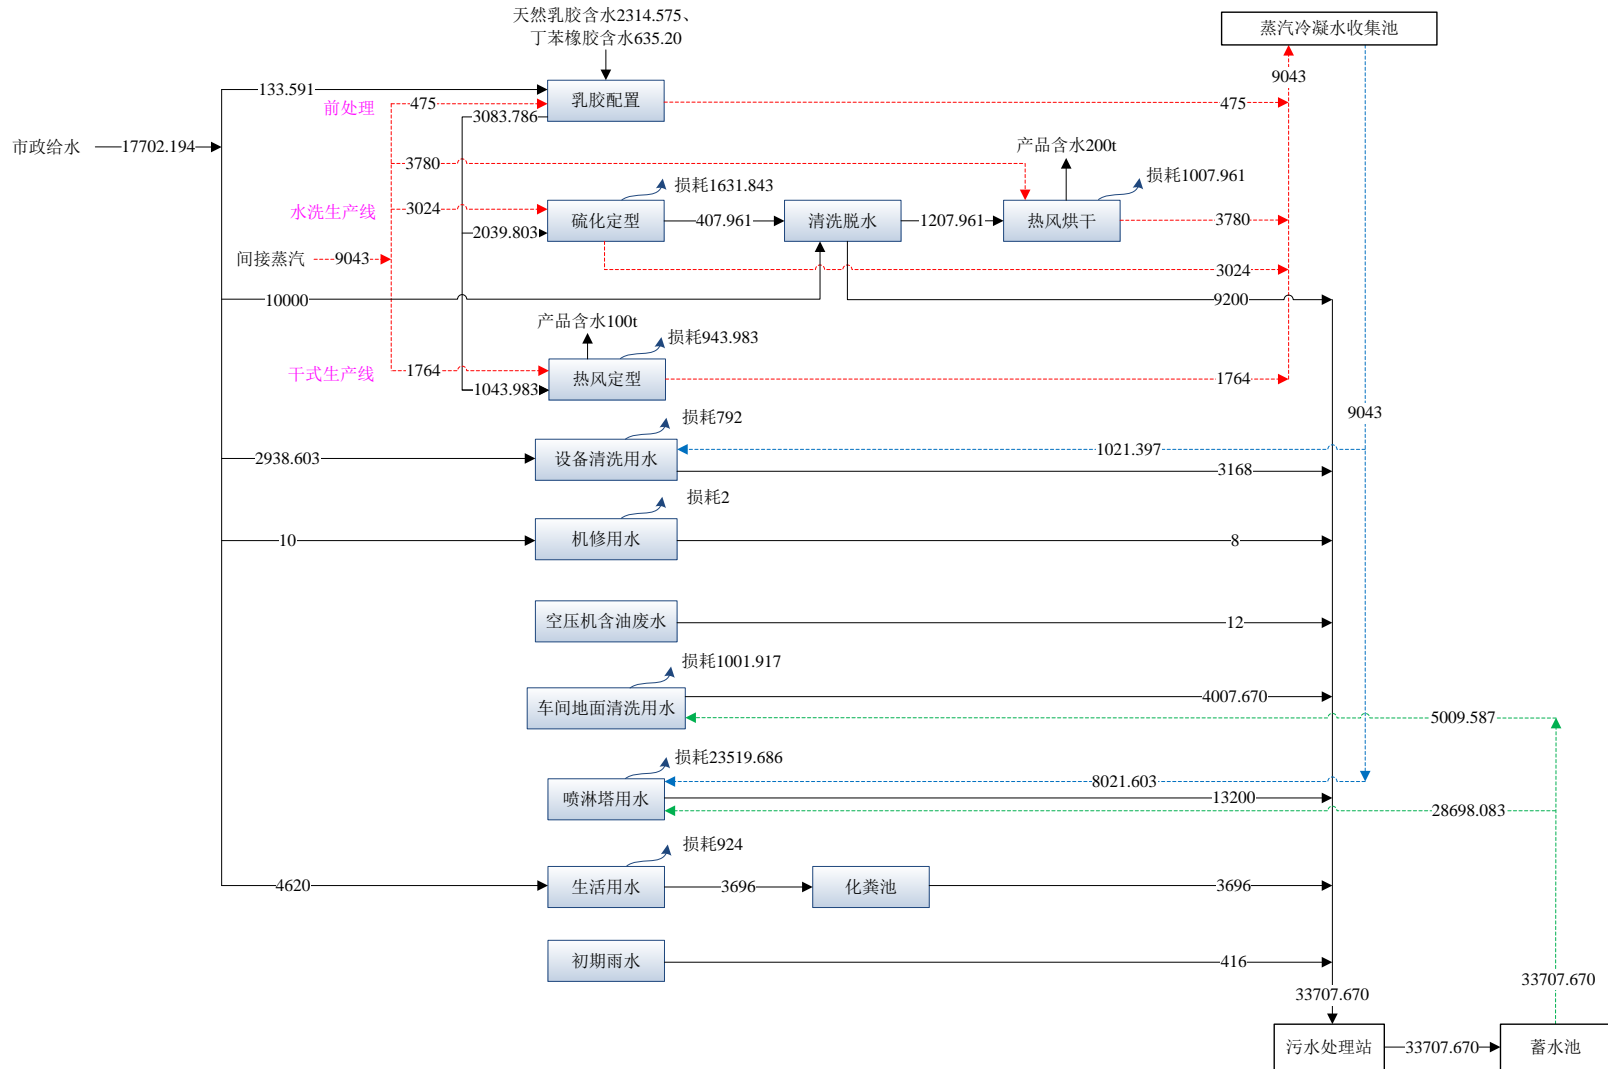 天然乳胶含水2314.575、
丁苯橡胶含水635.20
蒸汽冷凝水收集池
9043
133.591
乳胶配置
前处理
475
475
3083.786
市政给水
17702.194
产品含水200t
3780
损耗1631.843
损耗1007.961
水洗生产线
3024
硫化定型
407.961
清洗脱水
1207.961
热风烘干
3780
2039.803
间接蒸汽
9043
3024
10000
9200
产品含水100t
损耗943.983
干式生产线
1764
热风定型
1764
1043.983
9043
损耗792
2938.603
设备清洗用水
1021.397
3168
损耗2
10
机修用水
8
空压机含油废水
12
损耗1001.917
车间地面清洗用水
4007.670
5009.587
损耗23519.686
喷淋塔用水
8021.603
13200
28698.083
损耗924
4620
生活用水
3696
化粪池
3696
初期雨水
416
33707.670
33707.670
污水处理站
33707.670
蓄水池